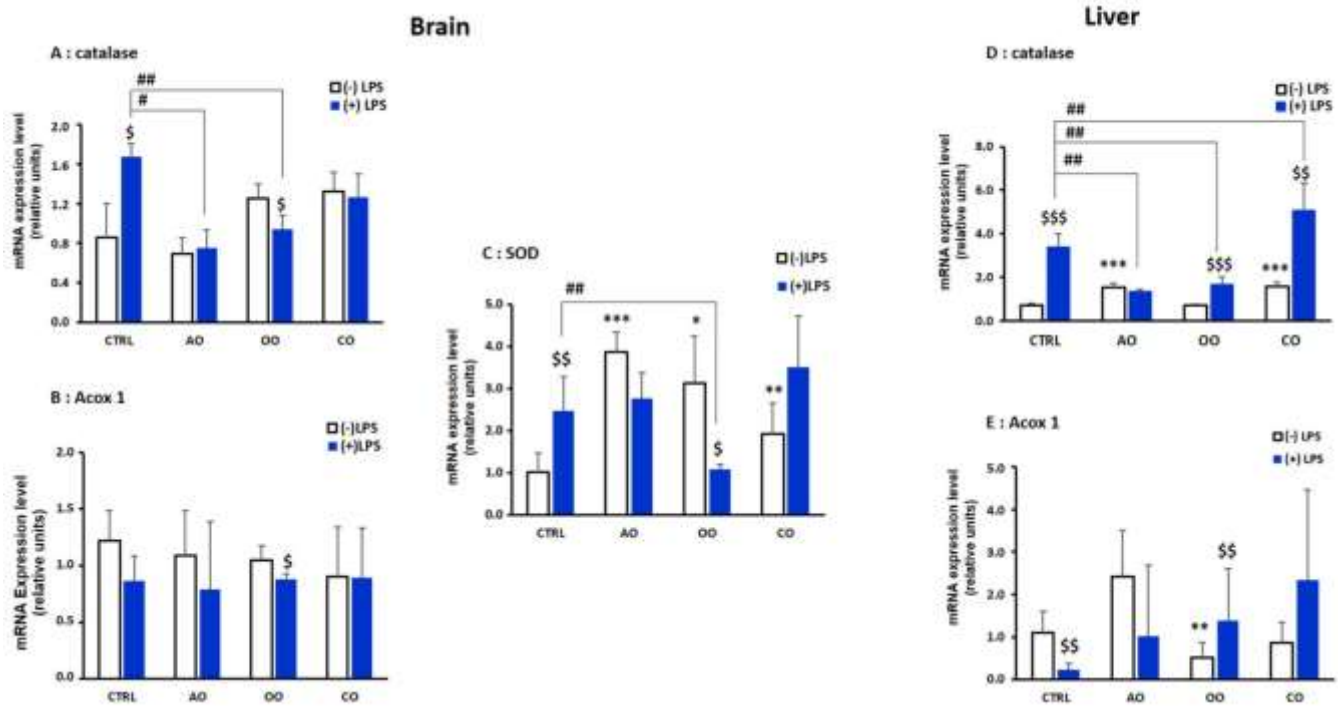 Brain
Liver
A : catalase
##
#
(-) LPS
(+) LPS
$
$
mRNA expression level
(relative units)
2.0
1.6
1.2
0.8
0.4
0.0
CTRL AO OO CO
B : Acox 1
(-)LPS
(+)LPS
$
mRNA Expression level
(relative units)
2.0
1.5
1.0
0.5
0.0
CTRL AO OO CO
C : SOD
(-)LPS
(+)LPS
##
$$
***
*
$
**
mRNA expression level
(relative units)
5.0
4.0
3.0
2.0
1.0
0.0
CTRL AO OO CO
D : catalase
(-) LPS
(+) LPS
##
##
##
$$$
***
$$$
***
$$
mRNA expression level
(relative units)
8.0
6.0
4.0
2.0
0.0
CTRL AO OO CO
E : Acox 1
(-) LPS
(+) LPS
$$
**
$$
mRNA expression level
(relative units)
5.0
4.0
3.0
2.0
1.0
0.0
CTRL AO OO CO